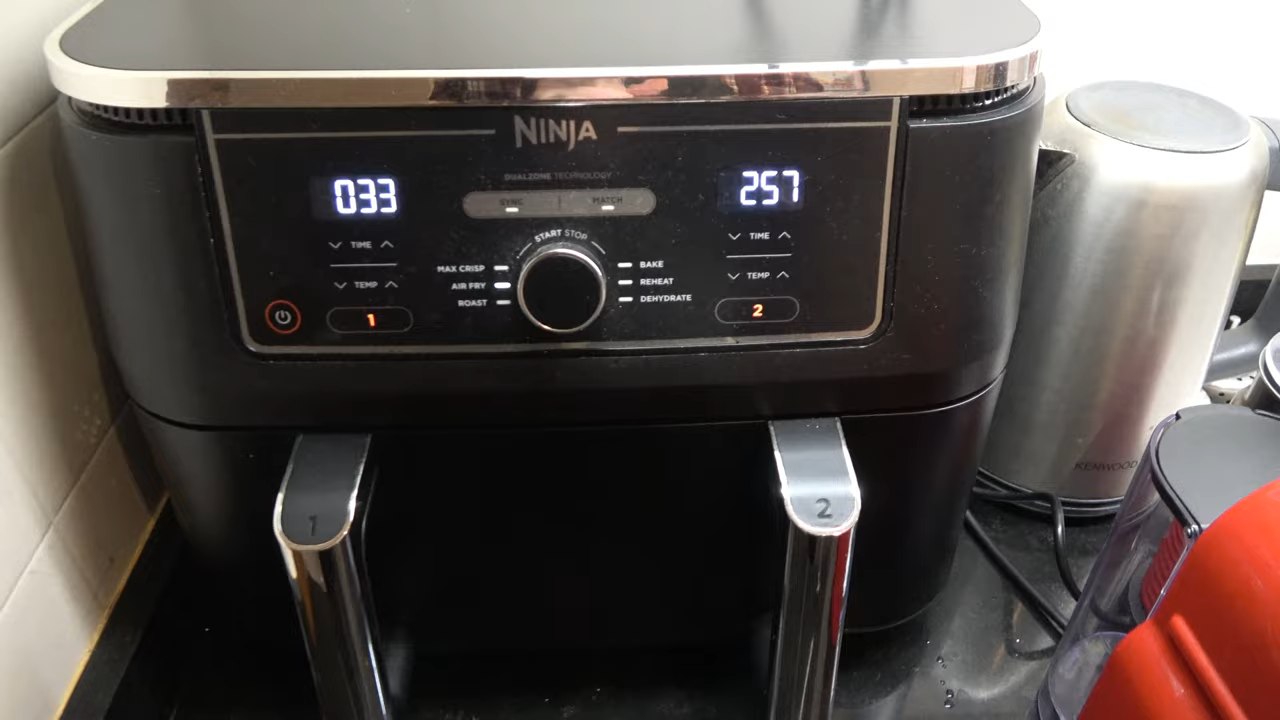 NINJA
DUALZONE TECHNOLOGY
033
SYNC
MATCH
257
TIME
TIME
START STOP
TEMP
TEMP
MAX CRISP
AIR FRY
ROAST
BAKE
REHEAT
DEHYDRATE
1
2
1
2
KENWOOD